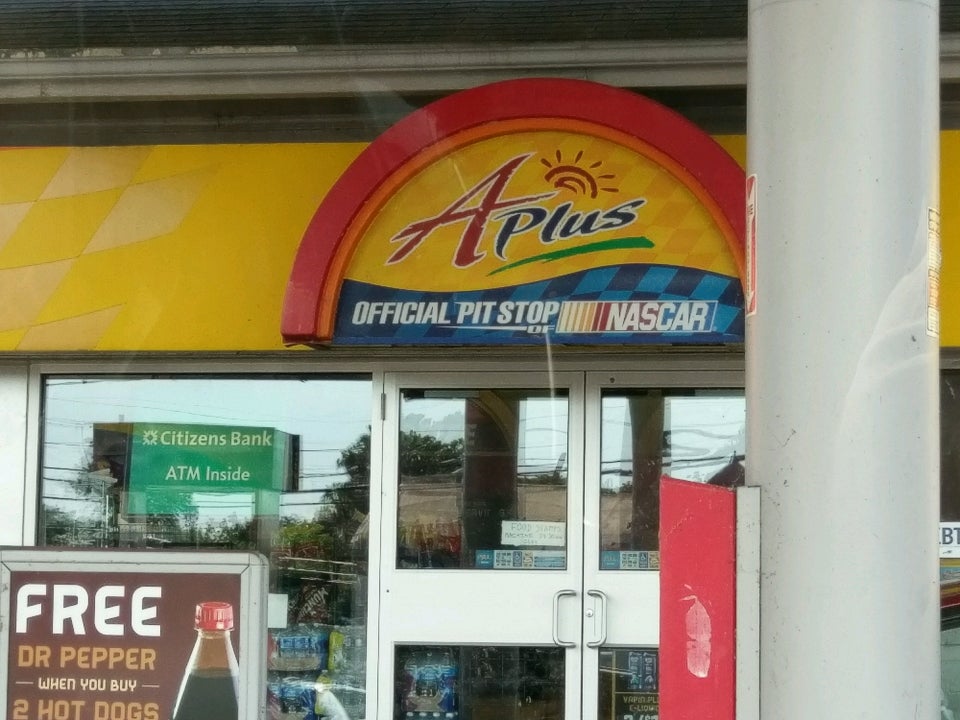 APlus
OFFICIAL PIT STOP
OF
NASCAR
Citizens Bank
ATM Inside
FOOD STAMPS
FREE
DR PEPPER
WHEN YOU BUY
2 HOT DOGS